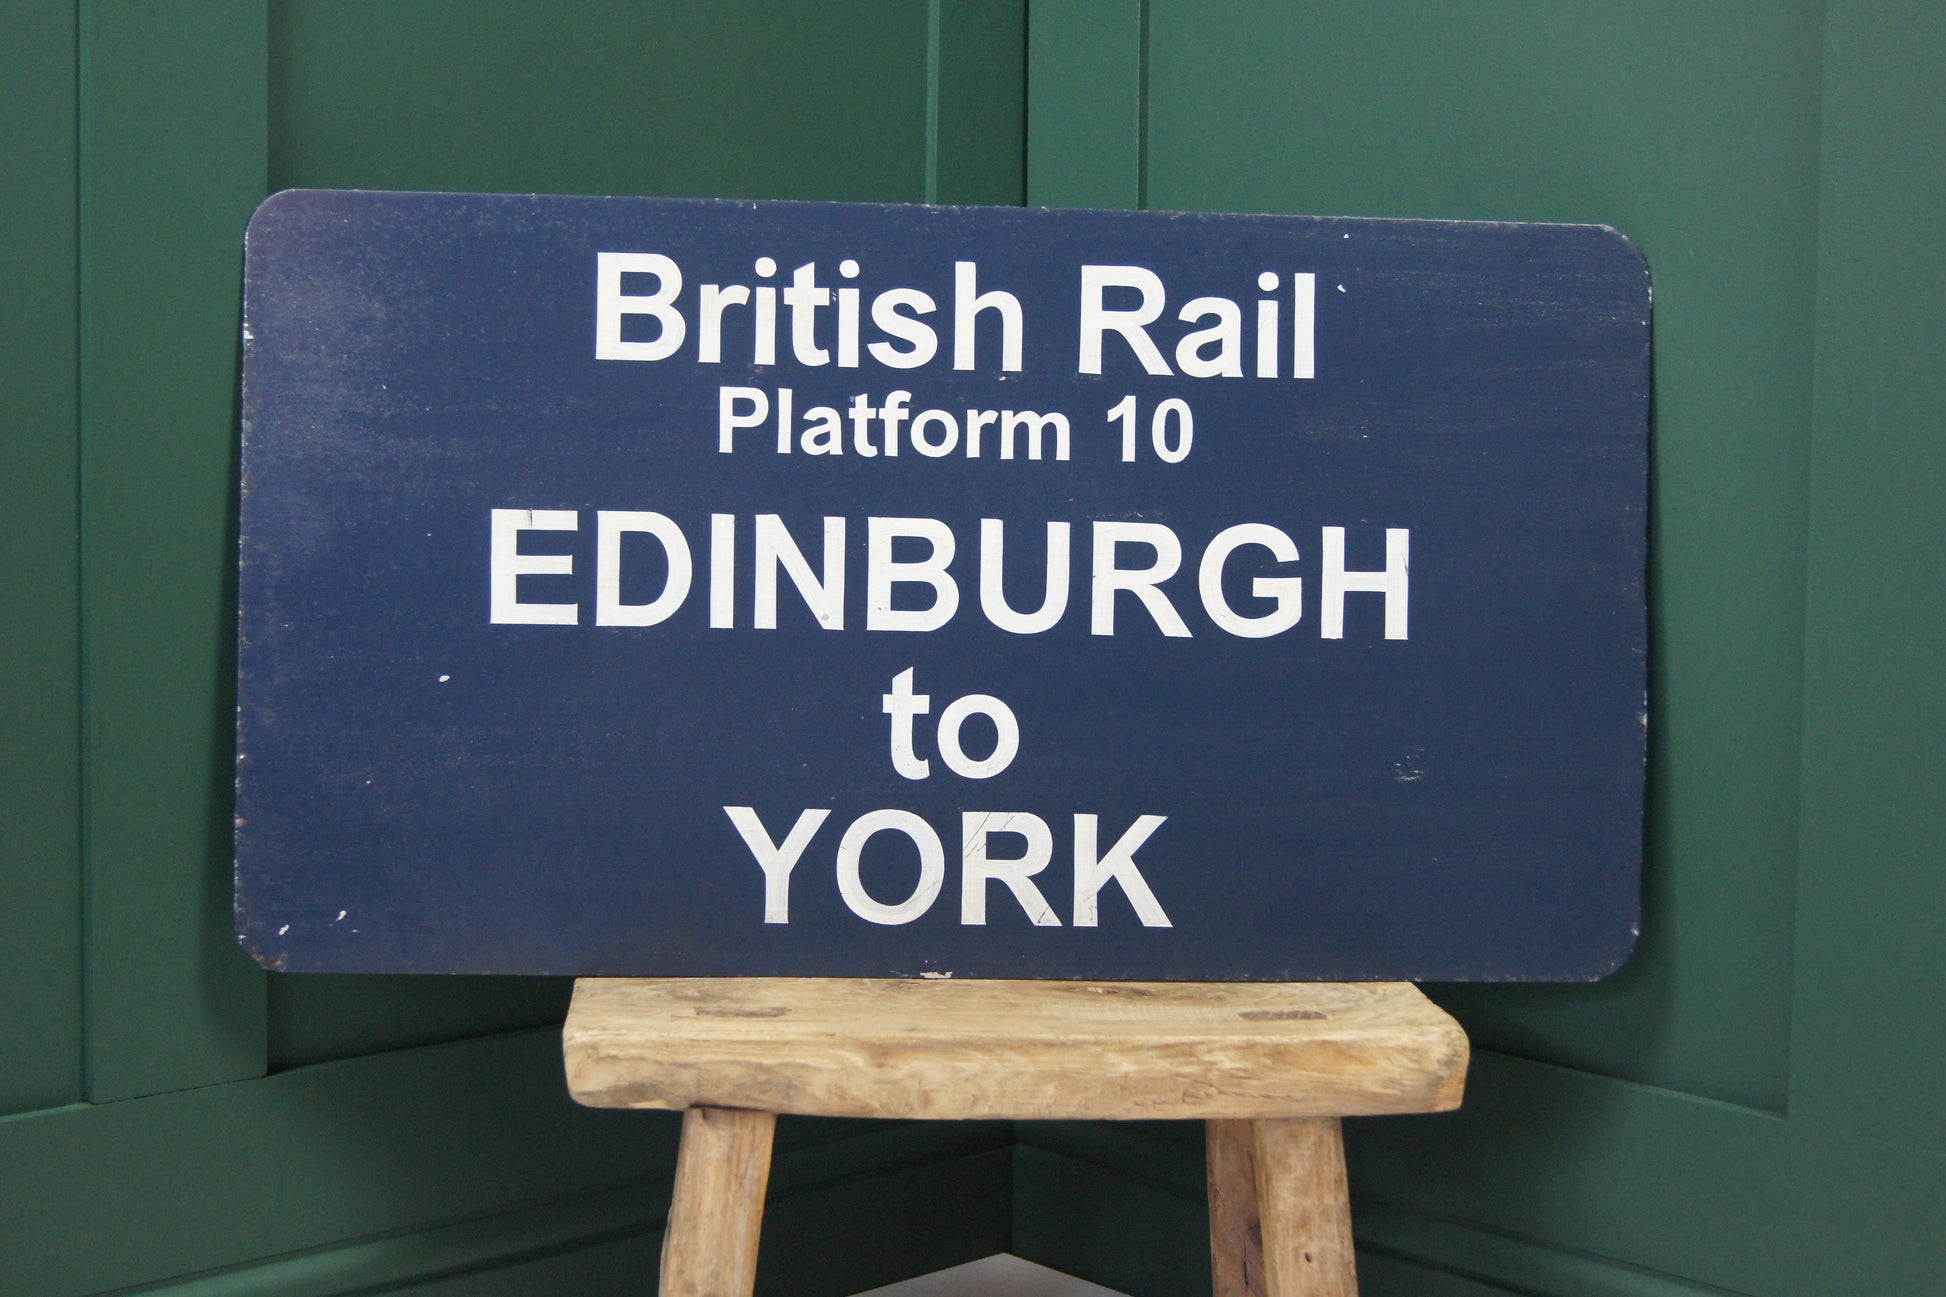 British Rail
Platform 10
EDINBURGH
to
YORK